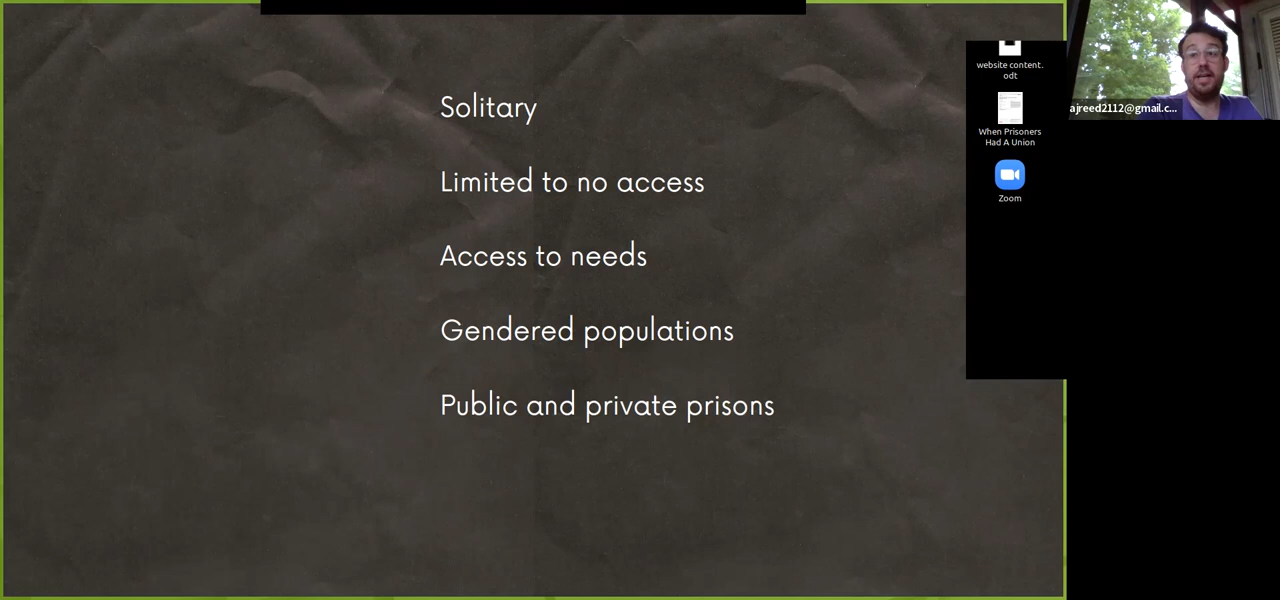 Solitary
Limited to no access
Access to needs
Gendered populations
Public and private prisons
website content.
odt
When Prisoners
Had A Union
Zoom
ajreed2112@gmail.c...